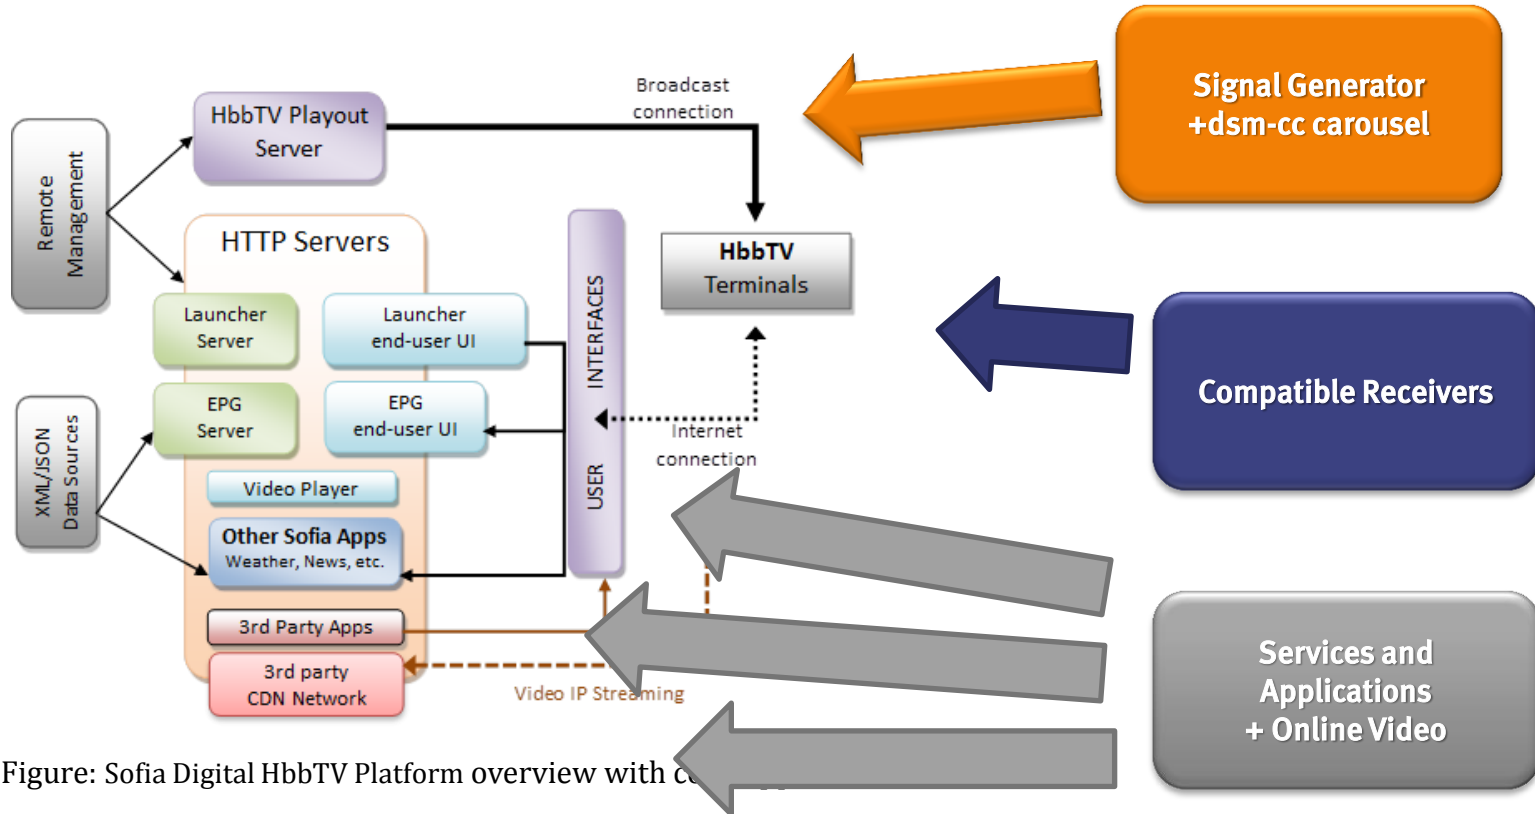 Broadcast
connection
Signal Generator
+dsm-cc carousel
HbbTV Playout
Server
Remote
Management
HTTP Servers
HbbTV
Terminals
Launcher
Server
Launcher
end-user UI
USER INTERFACES
Compatible Receivers
EPG
Server
EPG
end-user UI
Internet
connection
XML/JSON
Data Sources
Video Player
Other Sofia Apps
Weather, News, etc.
3rd Party Apps
3rd party
CDN Network
Video IP Streaming
Services and
Applications
+ Online Video
Figure: Sofia Digital HbbTV Platform overview with